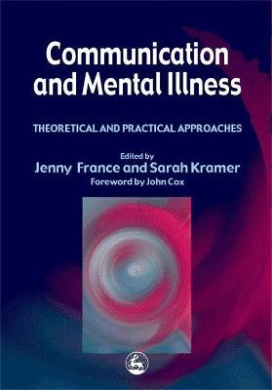 Communication
and Mental Illness
THEORETICAL AND PRACTICAL APPROACHES
Edited by
Jenny France and Sarah Kramer
Foreword by John Cox